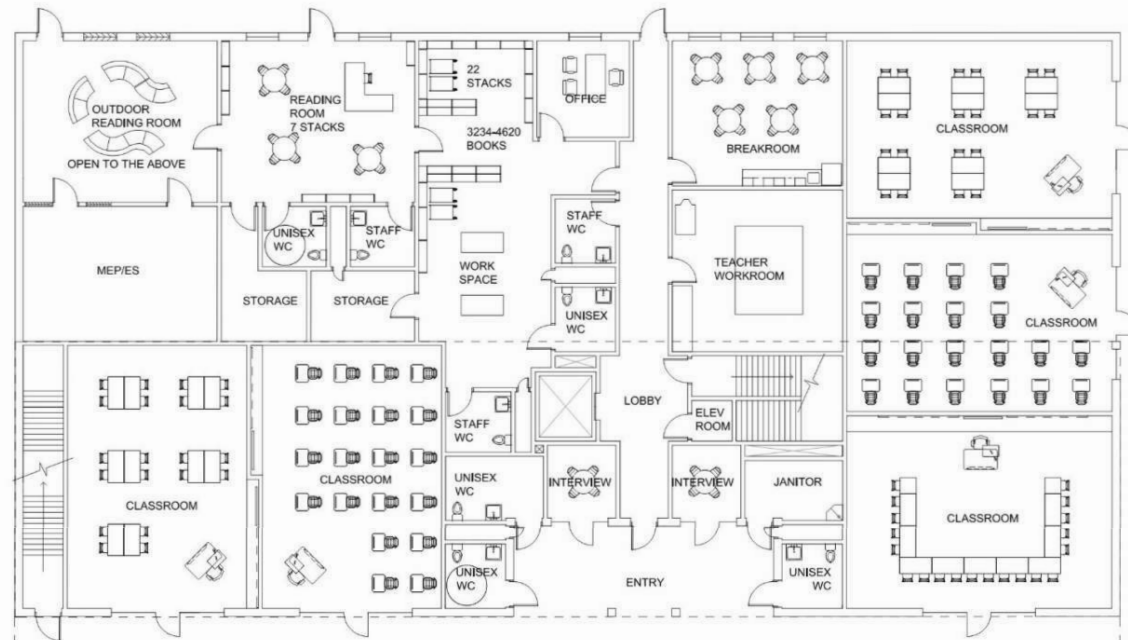 OUTDOOR
READING ROOM
OPEN TO THE ABOVE
READING
ROOM
7 STACKS
22
STACKS
3234-4620
BOOKS
OFFICE
BREAKROOM
CLASSROOM
UNISEX
WC
STAFF
WC
STAFF
WC
MEP/ES
STORAGE
STORAGE
WORK
SPACE
UNISEX
WC
TEACHER
WORKROOM
CLASSROOM
LOBBY
ELEV
ROOM
STAFF
WC
CLASSROOM
CLASSROOM
UNISEX
WC
INTERVIEW
INTERVIEW
JANITOR
CLASSROOM
UNISEX
WC
ENTRY
UNISEX
WC